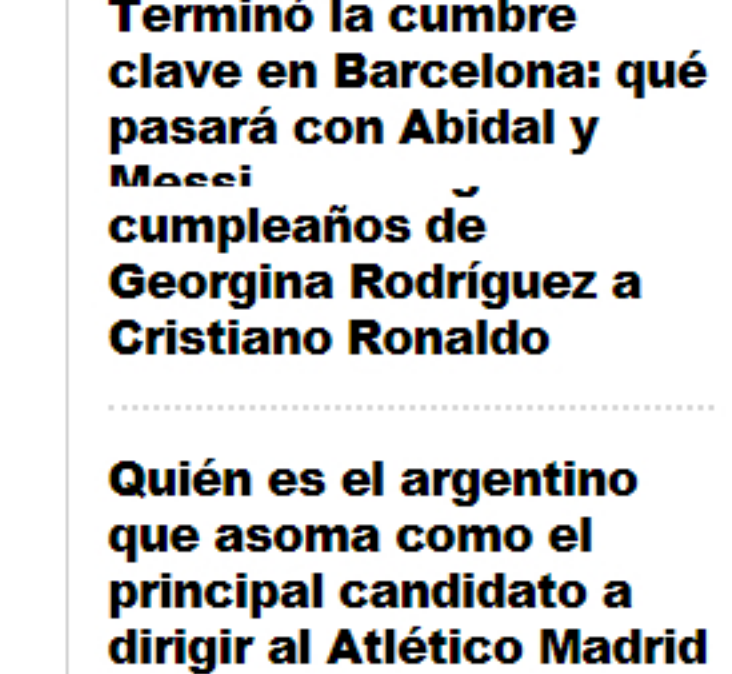 Terminó la cumbre
clave en Barcelona: qué
pasará con Abidal y
Messi
cumpleaños de
Georgina Rodríguez a
Cristiano Ronaldo
Quién es el argentino
que asoma como el
principal candidato a
dirigir al Atlético Madrid